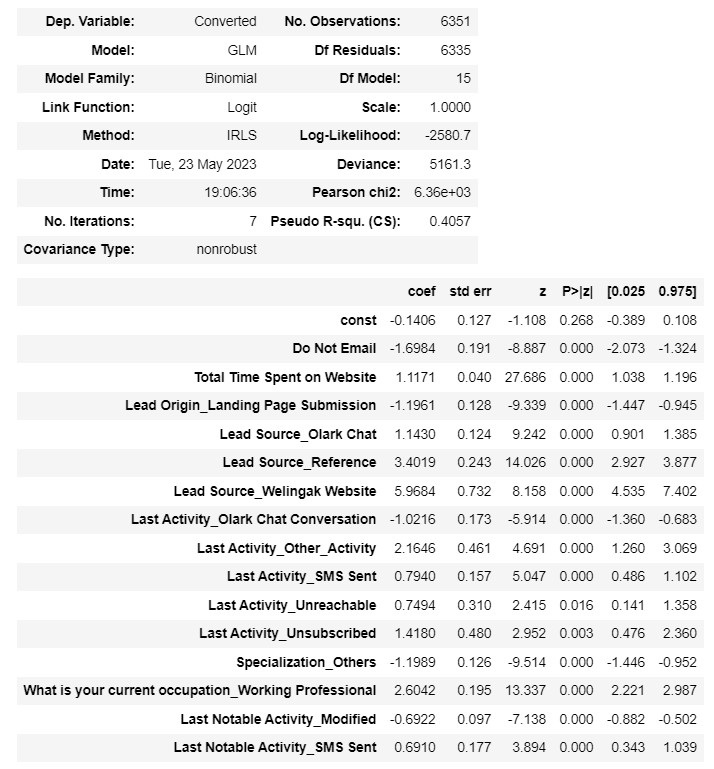 Dep. Variable: Converted No. Observations: 6351
Model: GLM Df Residuals: 6335
Model Family: Binomial Df Model: 15
Link Function: Logit Scale: 1.0000
Method: IRLS Log-Likelihood: -2580.7
Date: Tue, 23 May 2023 Deviance: 5161.3
Time: 19:06:36 Pearson chi2: 6.36e+03
No. Iterations: 7 Pseudo R-squ. (CS): 0.4057
Covariance Type: nonrobust
coef std err z P>|z| [0.025 0.975]
const -0.1406 0.127 -1.108 0.268 -0.389 0.108
Do Not Email -1.6984 0.191 -8.887 0.000 -2.073 -1.324
Total Time Spent on Website 1.1171 0.040 27.686 0.000 1.038 1.196
Lead Origin_Landing Page Submission -1.1961 0.128 -9.339 0.000 -1.447 -0.945
Lead Source_Olark Chat 1.1430 0.124 9.242 0.000 0.901 1.385
Lead Source_Reference 3.4019 0.243 14.026 0.000 2.927 3.877
Lead Source_Welingak Website 5.9684 0.732 8.158 0.000 4.535 7.402
Last Activity_Olark Chat Conversation -1.0216 0.173 -5.914 0.000 -1.360 -0.683
Last Activity_Other_Activity 2.1646 0.461 4.691 0.000 1.260 3.069
Last Activity_SMS Sent 0.7940 0.157 5.047 0.000 0.486 1.102
Last Activity_Unreachable 0.7494 0.310 2.415 0.016 0.141 1.358
Last Activity_Unsubscribed 1.4180 0.480 2.952 0.003 0.476 2.360
Specialization_Others -1.1989 0.126 -9.514 0.000 -1.446 -0.952
What is your current occupation_Working Professional 2.6042 0.195 13.337 0.000 2.221 2.987
Last Notable Activity_Modified -0.6922 0.097 -7.138 0.000 -0.882 -0.502
Last Notable Activity_SMS Sent 0.6910 0.177 3.894 0.000 0.343 1.039